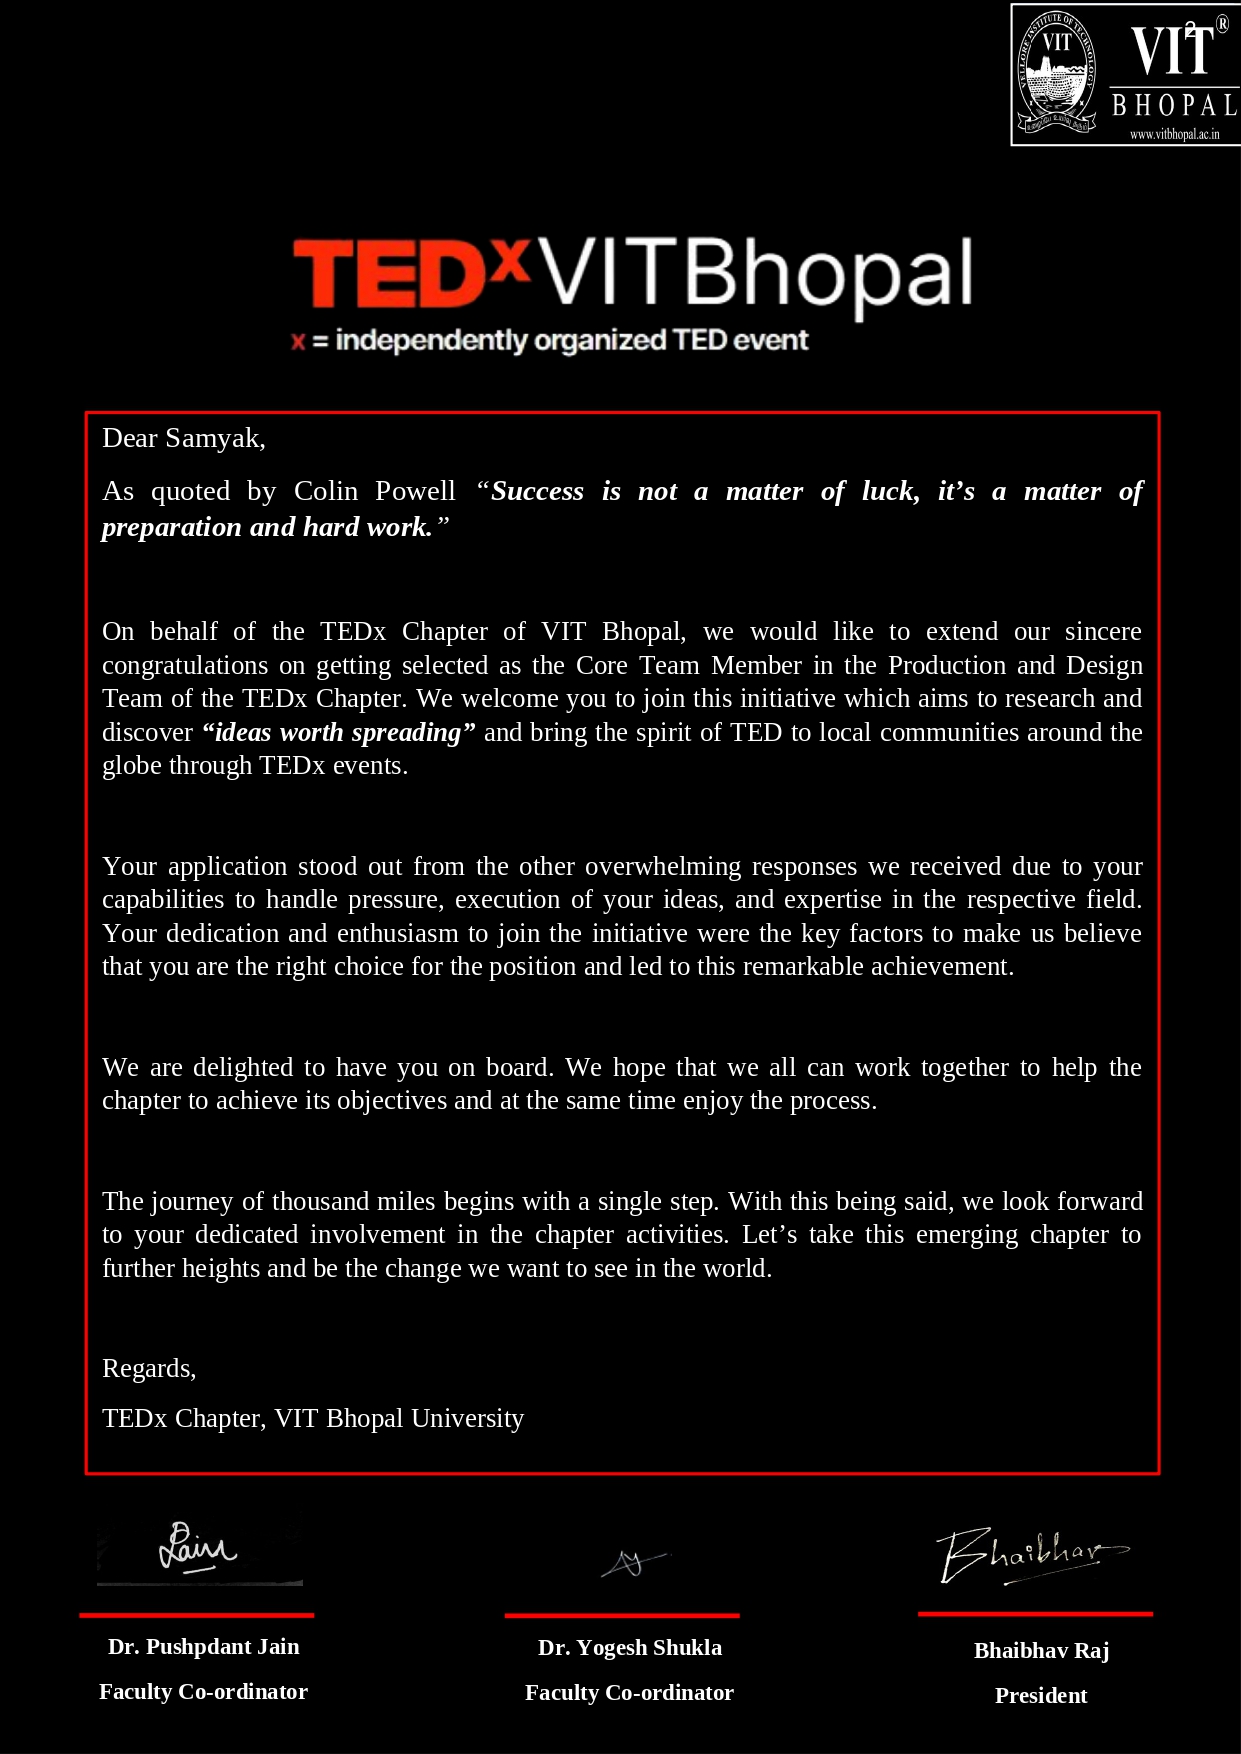 VELLORE INSTITUTE OF TECHNOLOGY
VIT
VIT®
2
BHOPAL
www.vitbhopal.ac.in
TEDxVITBhopal
x = independently organized TED event
Dear Samyak,
As quoted by Colin Powell “Success is not a matter of luck, it’s a matter of
preparation and hard work.”
On behalf of the TEDx Chapter of VIT Bhopal, we would like to extend our sincere
congratulations on getting selected as the Core Team Member in the Production and Design
Team of the TEDx Chapter. We welcome you to join this initiative which aims to research and
discover “ideas worth spreading” and bring the spirit of TED to local communities around the
globe through TEDx events.
Your application stood out from the other overwhelming responses we received due to your
capabilities to handle pressure, execution of your ideas, and expertise in the respective field.
Your dedication and enthusiasm to join the initiative were the key factors to make us believe
that you are the right choice for the position and led to this remarkable achievement.
We are delighted to have you on board. We hope that we all can work together to help the
chapter to achieve its objectives and at the same time enjoy the process.
The journey of thousand miles begins with a single step. With this being said, we look forward
to your dedicated involvement in the chapter activities. Let’s take this emerging chapter to
further heights and be the change we want to see in the world.
Regards,
TEDx Chapter, VIT Bhopal University
PJain
Bhaibhav
Dr. Pushpdant Jain
Dr. Yogesh Shukla
Bhaibhav Raj
Faculty Co-ordinator
Faculty Co-ordinator
President